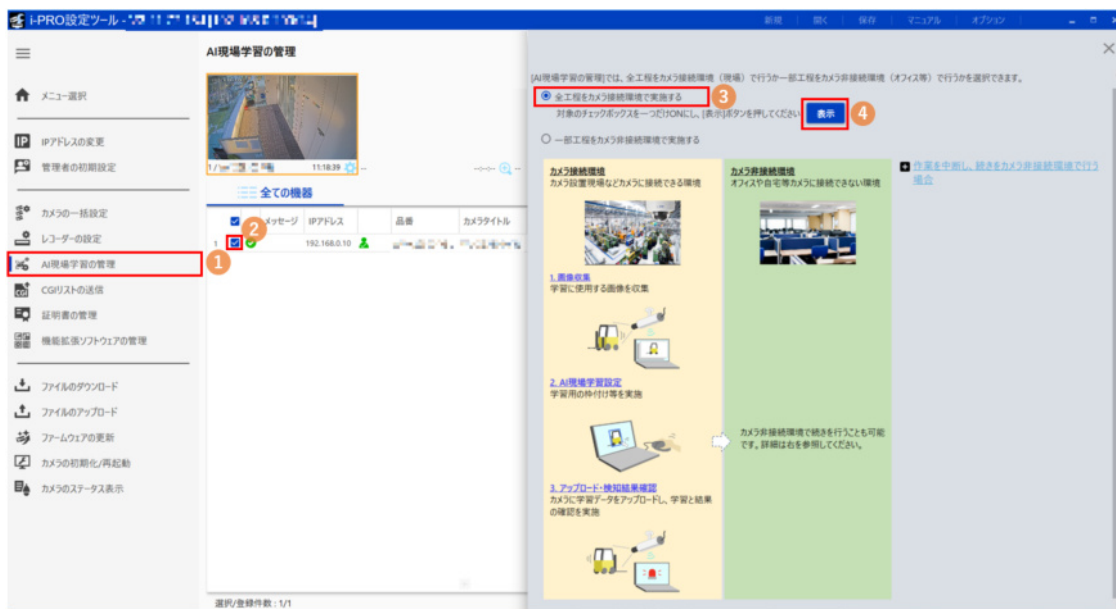 i-PRO設定ツール -
新規
開く
保存
マニュアル
オプション
メニュー選択
IPアドレスの変更
管理者の初期設定
カメラの一括設定
レコーダーの設定
AI現場学習の管理
1
CGIリストの送信
証明書の管理
機能拡張ソフトウェアの管理
ファイルのダウンロード
ファイルのアップロード
ファームウェアの更新
カメラの初期化/再起動
カメラのステータス表示
AI現場学習の管理
11:18:39
全ての機器
メッセージ IPアドレス 品番 カメラタイトル
2
1 192.168.0.10
選択/登録件数 : 1/1
[AI現場学習の管理]では、全工程をカメラ接続環境（現場）で行うか一部工程をカメラ非接続環境（オフィス等）で行うかを選択できます。
全工程をカメラ接続環境で実施する
3
対象のチェックボックスを一つだけONにし、[表示]ボタンを押してください
表示
4
一部工程をカメラ非接続環境で実施する
カメラ接続環境
カメラ設置現場などカメラに接続できる環境
1. 画像収集
学習に使用する画像を収集
2. AI現場学習設定
学習用の枠付け等を実施
3. アップロード・検知結果確認
カメラに学習データをアップロードし、学習と結果
の確認を実施
カメラ非接続環境
オフィスや自宅等カメラに接続できない環境
カメラ非接続環境で続きを行うことも可能
です。詳細は右を参照してください。
作業を中断し、続きをカメラ非接続環境で行う
場合